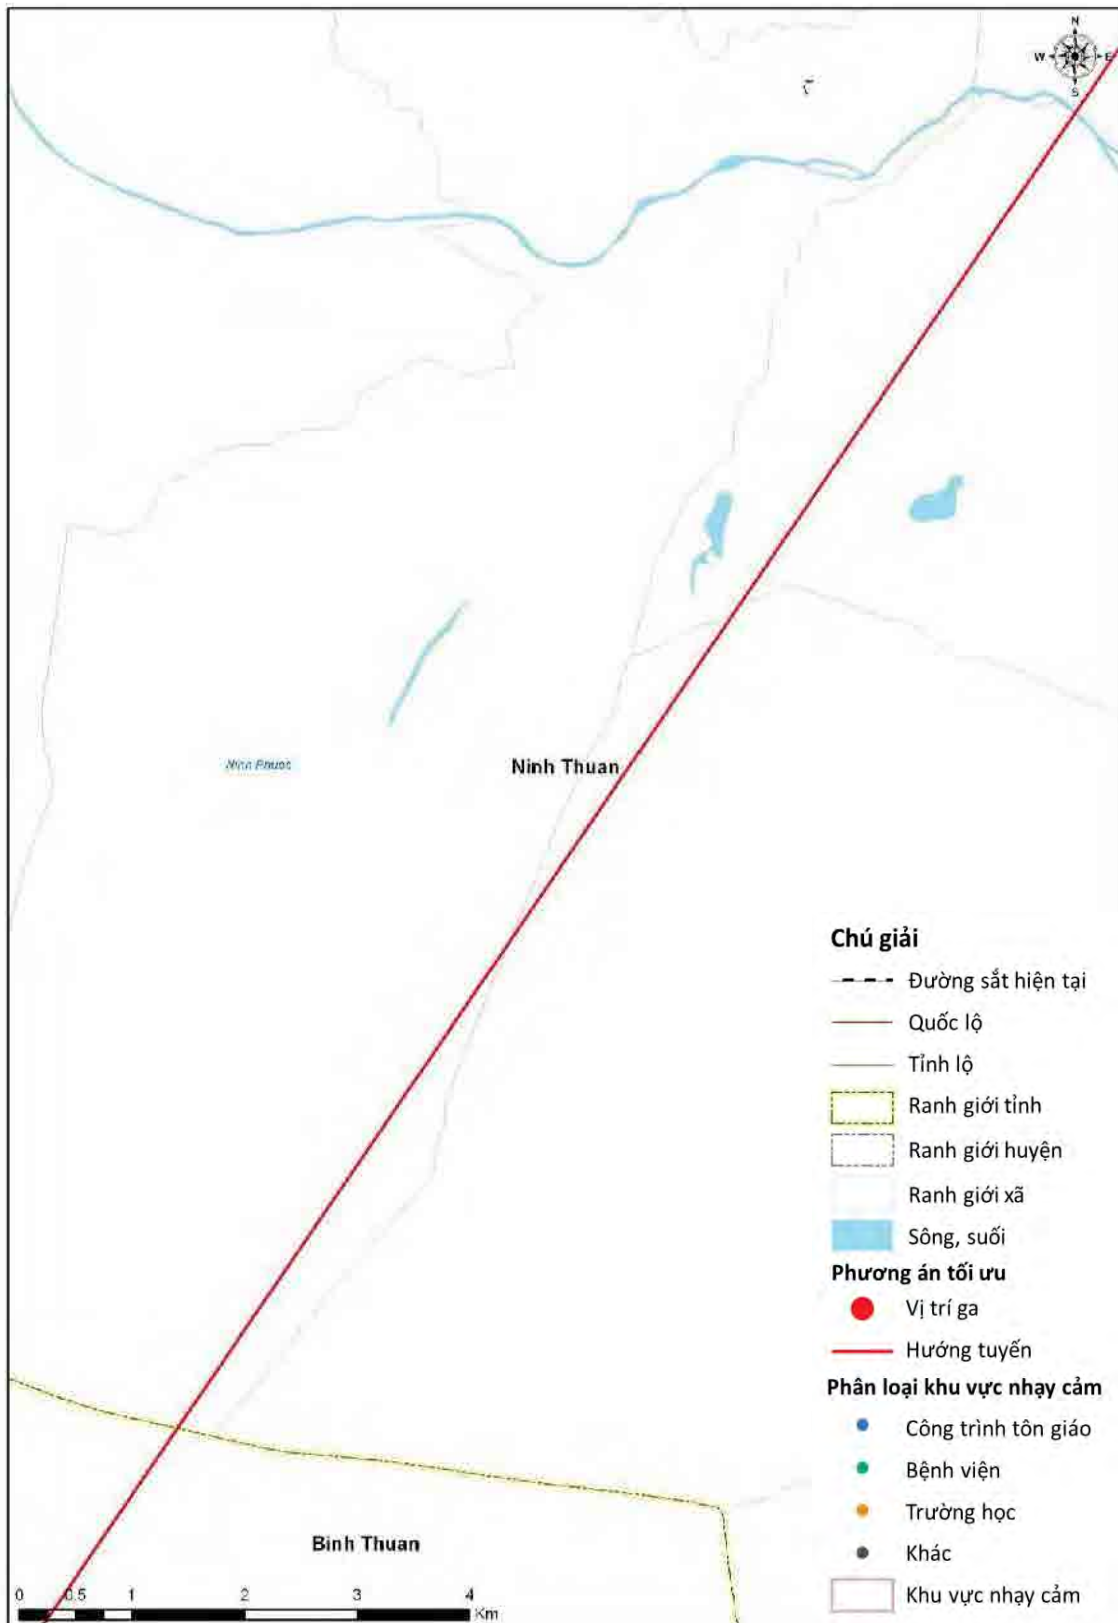 N
W E
S
Ninh Phuoc
Ninh Thuan
Chú giải
Đường sắt hiện tại
Quốc lộ
Tỉnh lộ
Ranh giới tỉnh
Ranh giới huyện
Ranh giới xã
Sông, suối
Phương án tối ưu
Vị trí ga
Hướng tuyến
Phân loại khu vực nhạy cảm
Công trình tôn giáo
Bệnh viện
Trường học
Khác
Khu vực nhạy cảm
Binh Thuan
0 0.5 1 2 3 4
Km